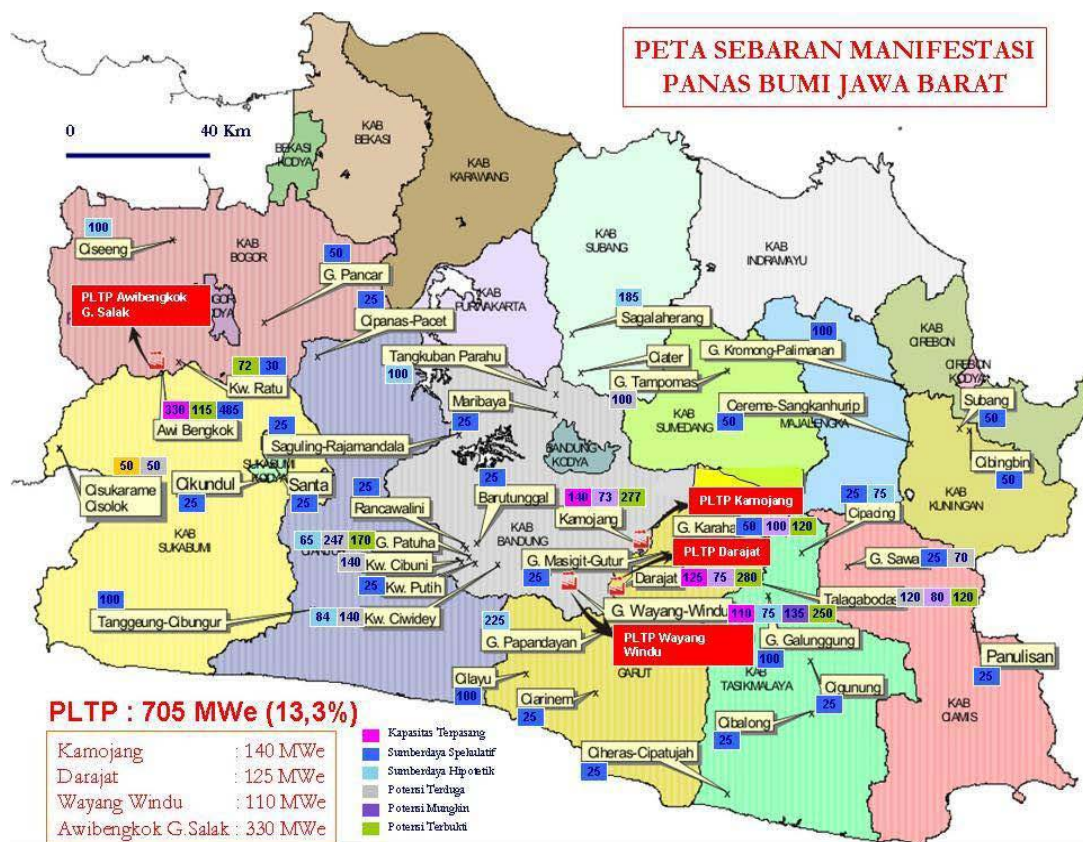 PETA SEBARAN MANIFESTASI
PANAS BUMI JAWA BARAT
0 40 Km
KAB
BEKASI
BEKASI
KODYA
KAB
KARAWANG
KAB
SUBANG
KAB
INDRAMAYU
KAB
PURWAKARTA
100
Ciseeng
KAB
BOGOR
50
G. Pancar
PLTP Awibengkok
G. Salak
KODYA
25
Cipanas-Pacet
185
Sagalaherang
100
G. Kromong-Palimanan
KAB
CIREBON
CIREBON
KODYA
Tangkuban Parahu
100
Ciater
G. Tampomas
100
72 30
Kw. Ratu
Maribaya
25
Cereme-Sangkanhurip
50
MAJALENGKA
Subang
50
330 115 485
Awi Bengkok
25
Saguling-Rajamandala
BANDUNG
KODYA
KAB
SUMEDANG
Cibingbin
50
50 50
Cisukarame
Cisolok
Cikundul
25
SUKABUMI
KODYA
Santa
25
25
Rancawalini
25
Barutunggal
140 73 277
Kamojang
PLTP Kamojang
25 75
Cipacing
KAB
KUNINGAN
KAB
SUKABUMI
65 247 170
G. Patuha
KAB
BANDUNG
G. Karaha
50 100 120
140
Kw. Cibuni
G. Masigit-Gutur
25
PLTP Darajat
G. Sawa
25 70
25
Kw. Putih
Darajat
125 75 280
Talagabodas
120 80 120
100
Tanggeung-Cibungur
84 140
Kw. Ciwidey
225
G. Papandayan
G. Wayang-Windu
110 75 135 250
PLTP Wayang
Windu
G. Galunggung
100
Panulisan
25
Cilayu
100
GARUT
Ciarinem
25
KAB
TASIKMALAYA
Cigunung
25
Cibalong
25
KAB
CIAMIS
Ciheras-Cipatujah
25
PLTP : 705 MWe (13,3%)
Kamojang : 140 MWe
Darajat : 125 MWe
Wayang Windu : 110 MWe
Awibengkok G.Salak : 330 MWe
Kapasitas Terpasang
Sumberdaya Spekulatif
Sumberdaya Hipotetik
Potensi Terduga
Potensi Mungkin
Potensi Terbukti